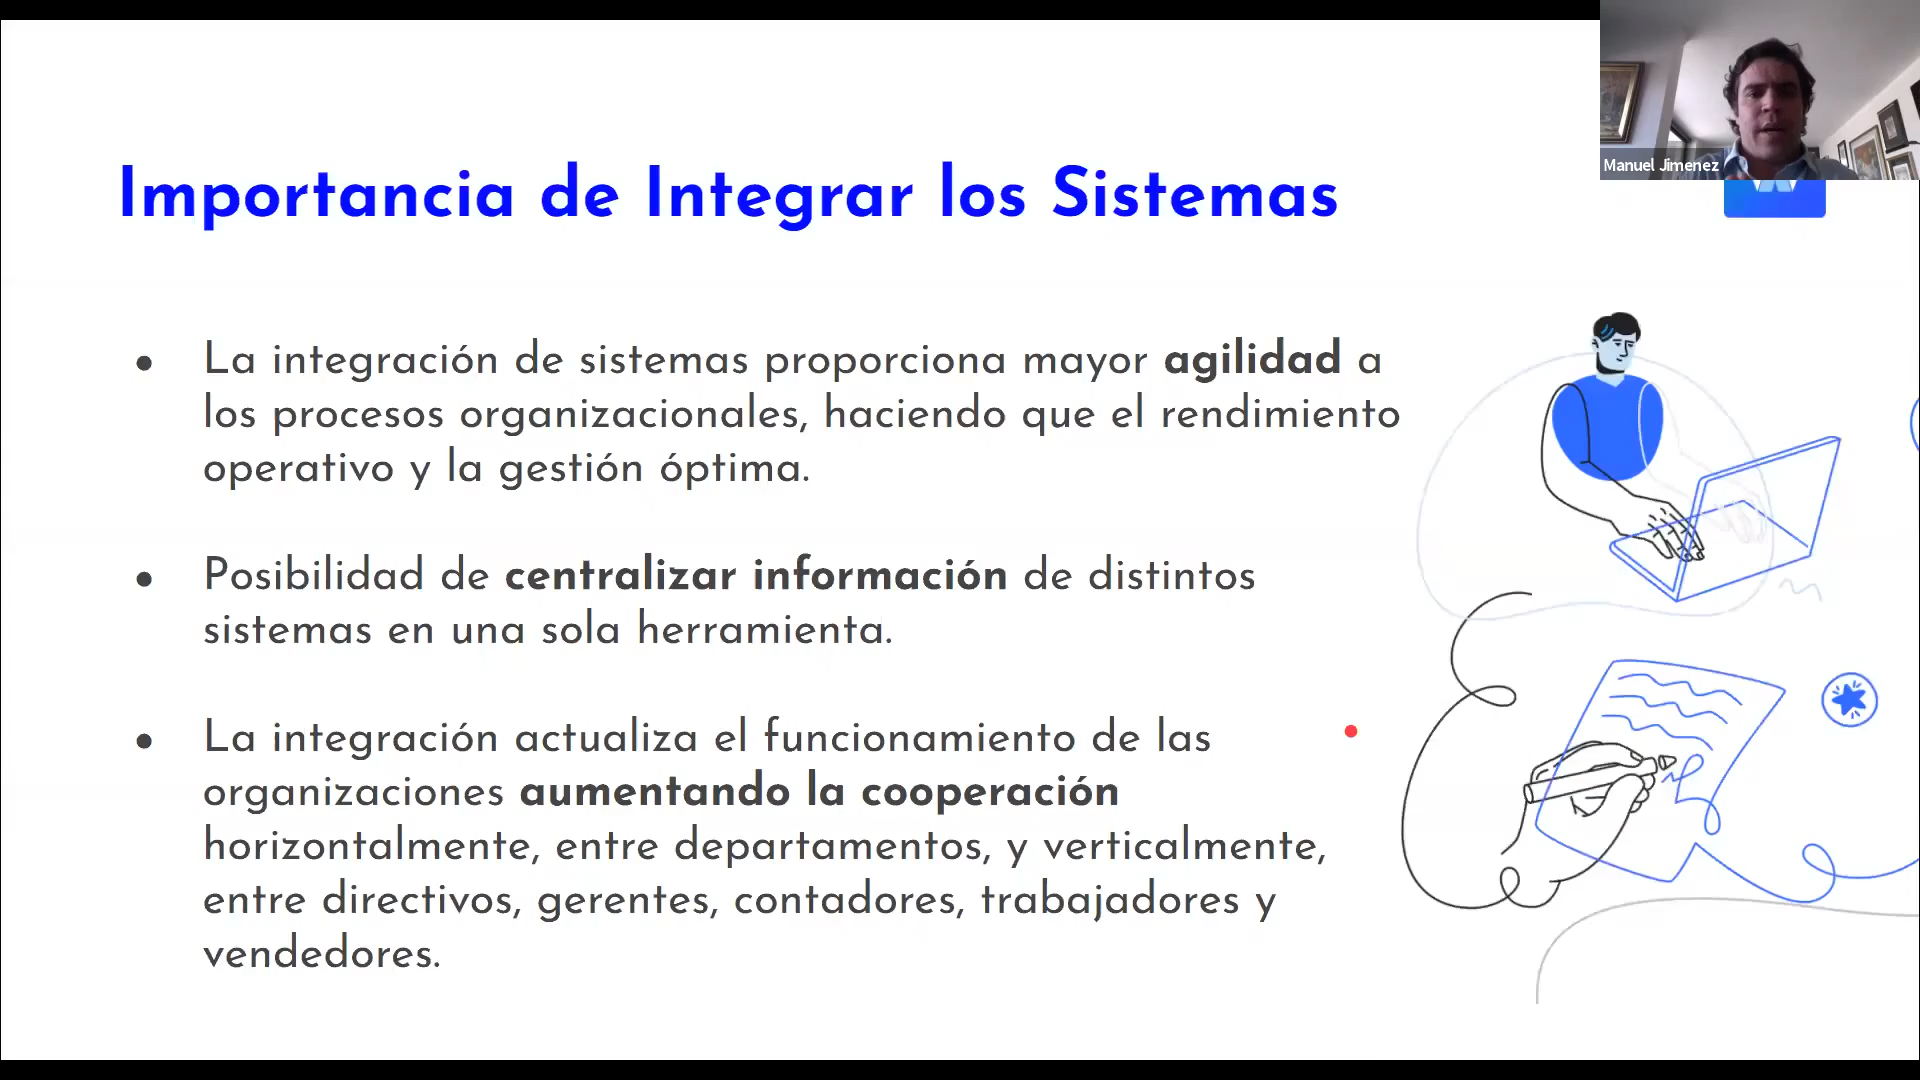 Manuel Jimenez
Importancia de Integrar los Sistemas
● La integración de sistemas proporciona mayor agilidad a
los procesos organizacionales, haciendo que el rendimiento
operativo y la gestión óptima.
● Posibilidad de centralizar información de distintos
sistemas en una sola herramienta.
● La integración actualiza el funcionamiento de las
organizaciones aumentando la cooperación
horizontalmente, entre departamentos, y verticalmente,
entre directivos, gerentes, contadores, trabajadores y
vendedores.